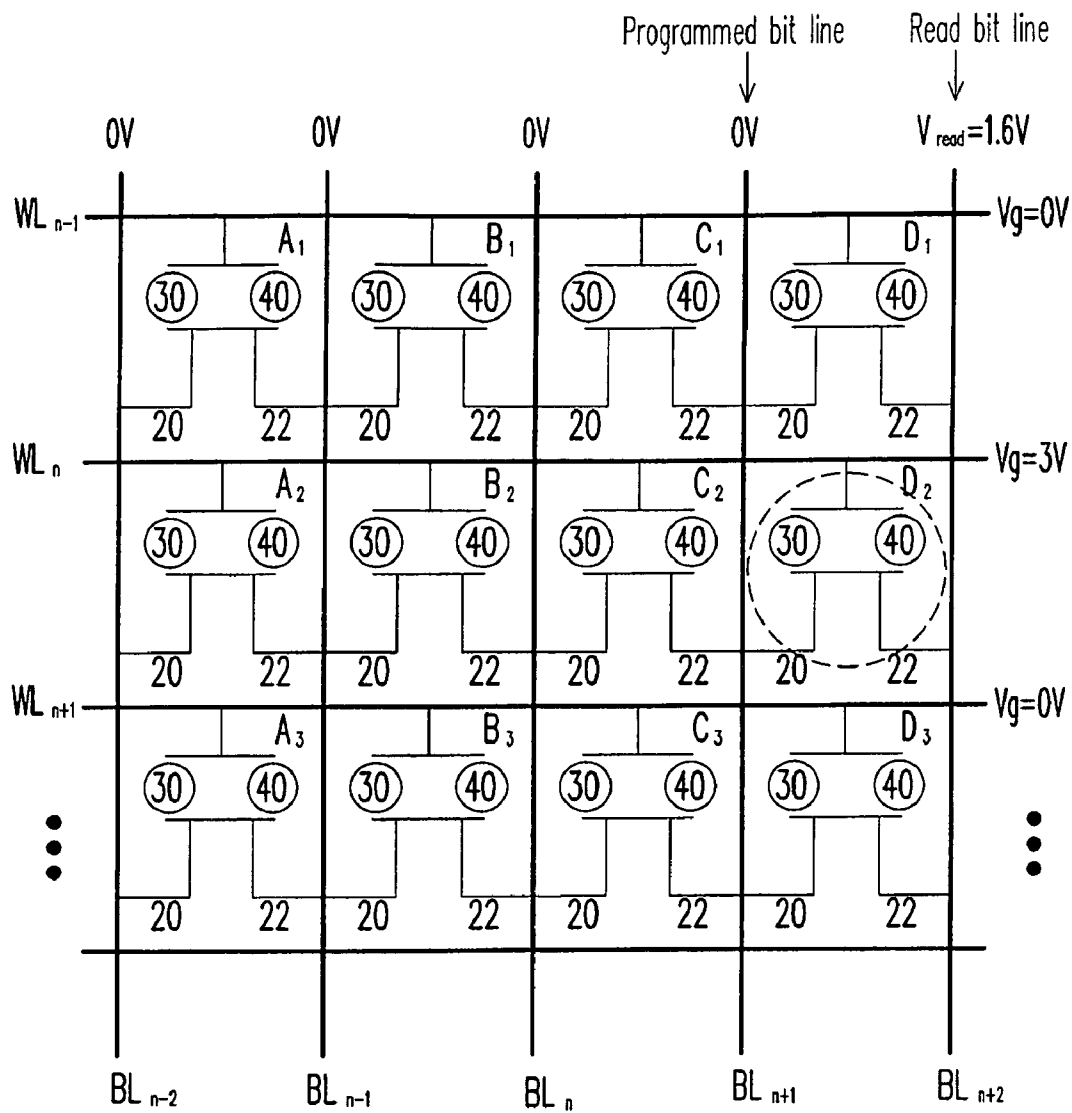 Programmed bit line Read bit line
0V 0V 0V 0V V read=1.6V
WL n-1 Vg=0V
A1 B1 C1 D1
30 40 30 40 30 40 30 40
20 22 20 22 20 22 20 22
WL n Vg=3V
A2 B2 C2 D2
30 40 30 40 30 40 30 40
20 22 20 22 20 22 20 22
WL n+1 Vg=0V
A3 B3 C3 D3
30 40 30 40 30 40 30 40
20 22 20 22 20 22 20 22
BL n-2 BL n-1 BL n BL n+1 BL n+2